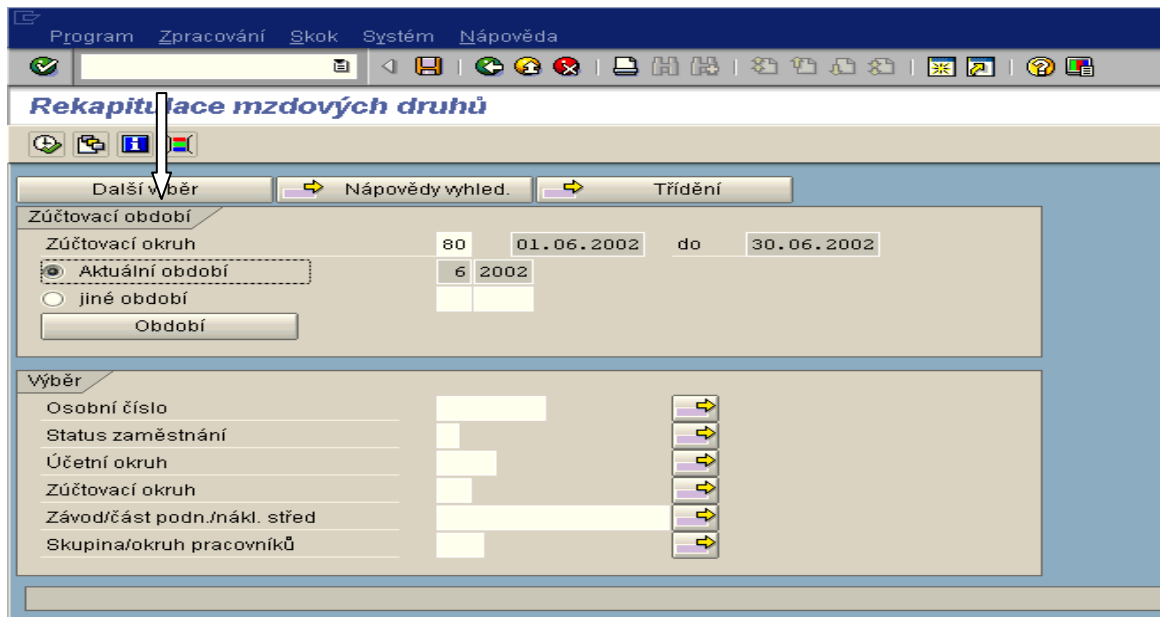 Program Zpracování Skok Systém Nápověda
Rekapitulace mzdových druhů
Další výběr Nápovědy vyhled. Třídění
Zúčtovací období
Zúčtovací okruh 80 01.06.2002 do 30.06.2002
Aktuální období 6 2002
jiné období
Období
Výběr
Osobní číslo
Status zaměstnání
Účetní okruh
Zúčtovací okruh
Závod/část podn./nákl. střed
Skupina/okruh pracovníků